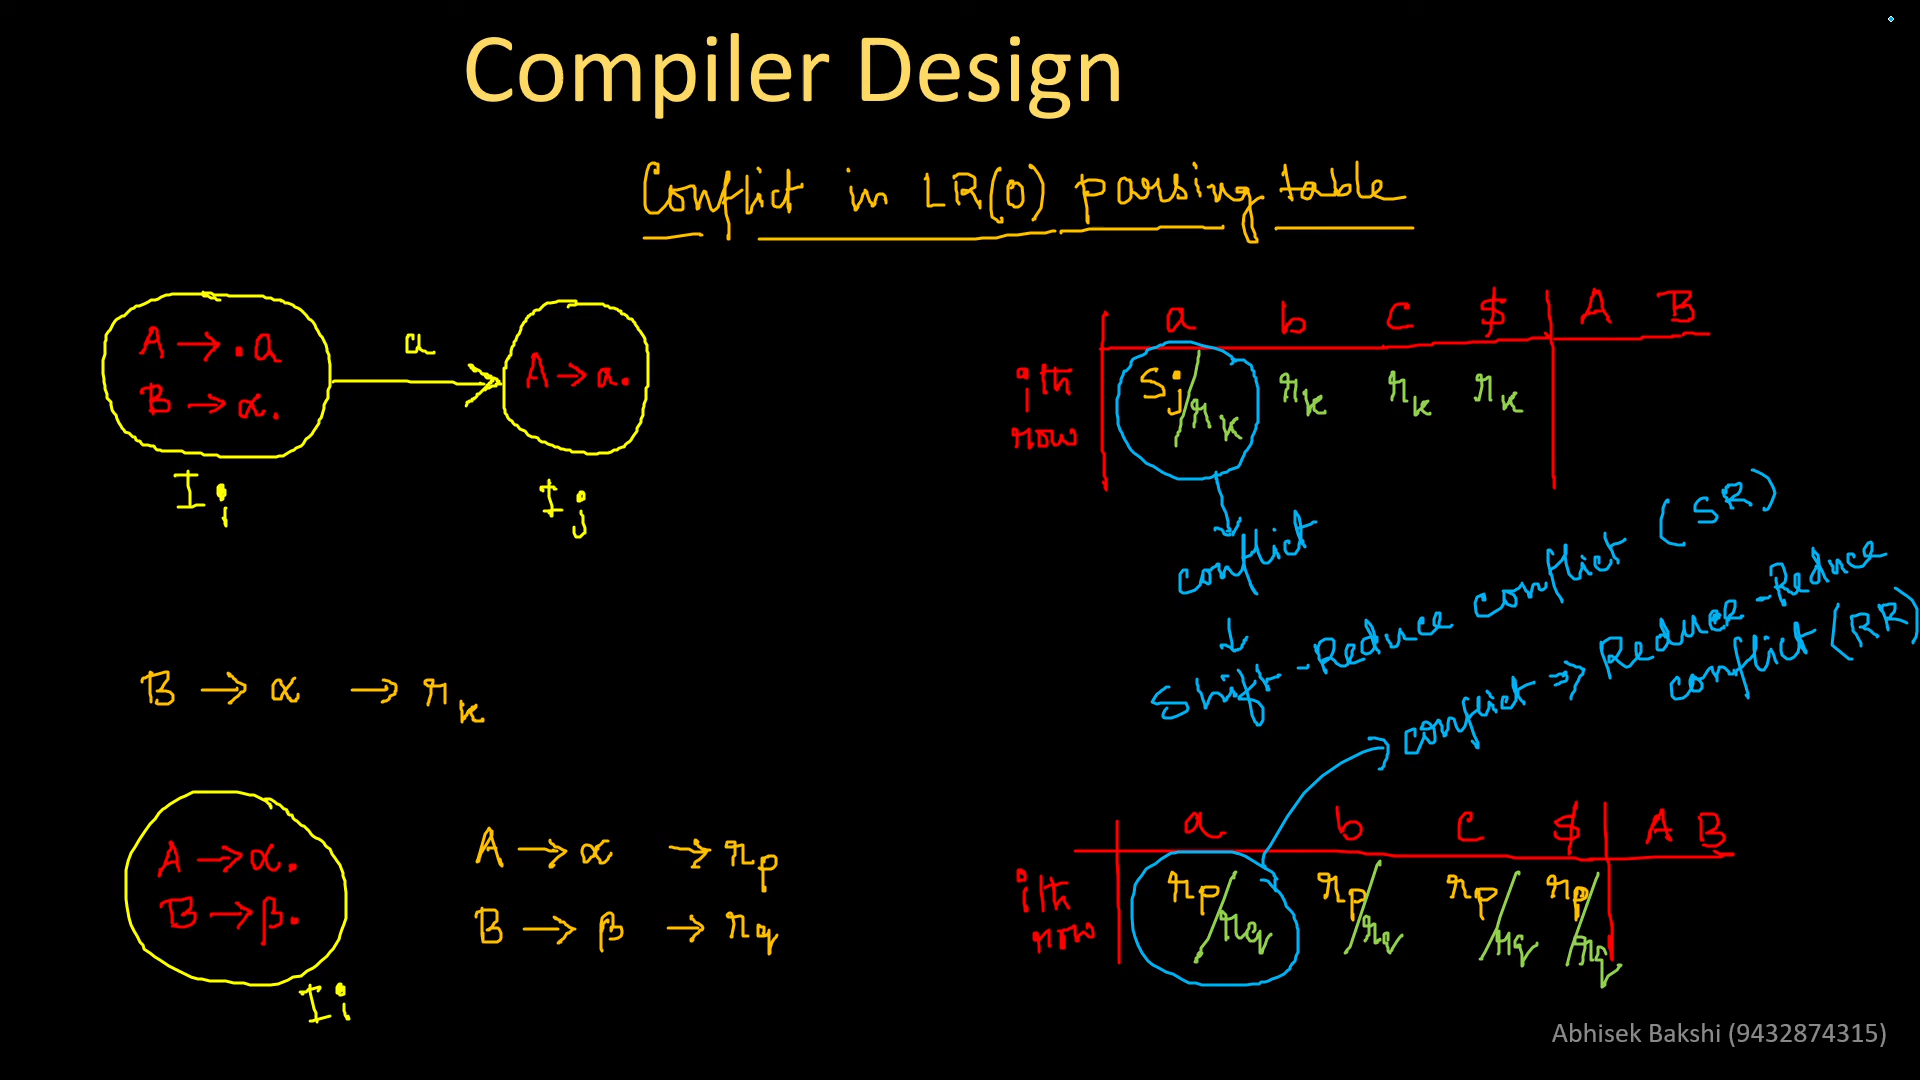 Compiler Design
Conflict in LR(0) parsing table
A → .a
B → α.
Ii
a
A → a.
Ij
a b c $ A B
ith row
Sj/rk rk rk rk
conflict
↓
Shift-Reduce conflict (SR)
B → α → rk
A → α.
B → β.
Ii
A → α → rp
B → β → rq
conflict ⇒ Reduce-Reduce
conflict (RR)
a b c $ A B
ith row
rp/rq rp/rq rp/rq rp/rq
Abhisek Bakshi (9432874315)